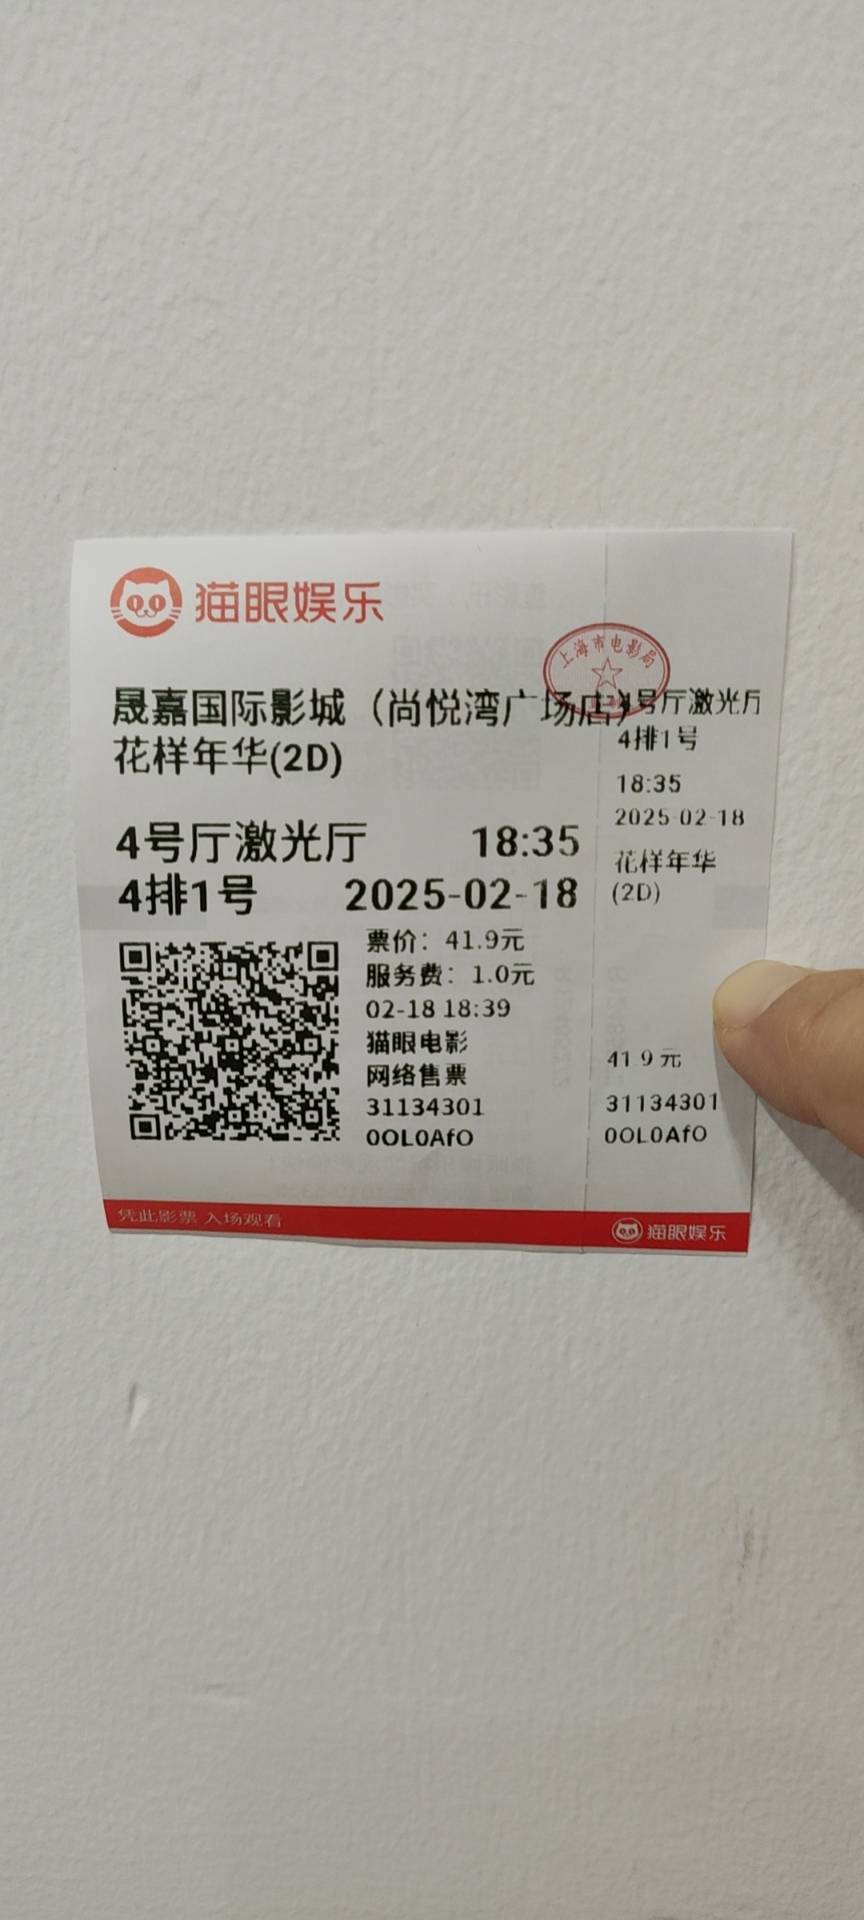 猫眼娱乐
上海市电影局
晟嘉国际影城（尚悦湾广场店）
花样年华(2D)
4号厅激光厅 18:35
4排1号 2025-02-18
票价：41.9元
服务费：1.0元
02-18 18:39
猫眼电影
网络售票
31134301
0OL0AfO
凭此影票 入场观看
4号厅激光厅
4排1号
18:35
2025-02-18
花样年华
(2D)
41.9元
31134301
0OL0AfO
猫眼娱乐